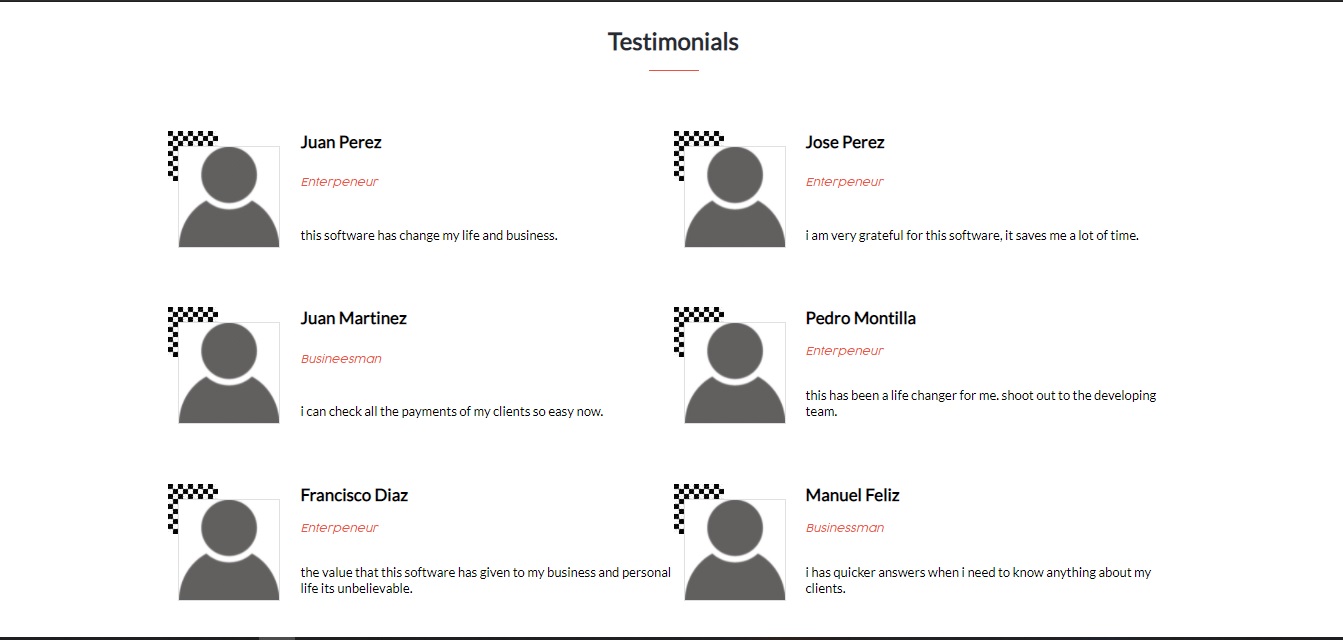 Testimonials
Juan Perez
Enterpeneur
this software has change my life and business.
Jose Perez
Enterpeneur
i am very grateful for this software, it saves me a lot of time.
Juan Martinez
Busineesman
i can check all the payments of my clients so easy now.
Pedro Montilla
Enterpeneur
this has been a life changer for me. shoot out to the developing
team.
Francisco Diaz
Enterpeneur
the value that this software has given to my business and personal
life its unbelievable.
Manuel Feliz
Businessman
i has quicker answers when i need to know anything about my
clients.